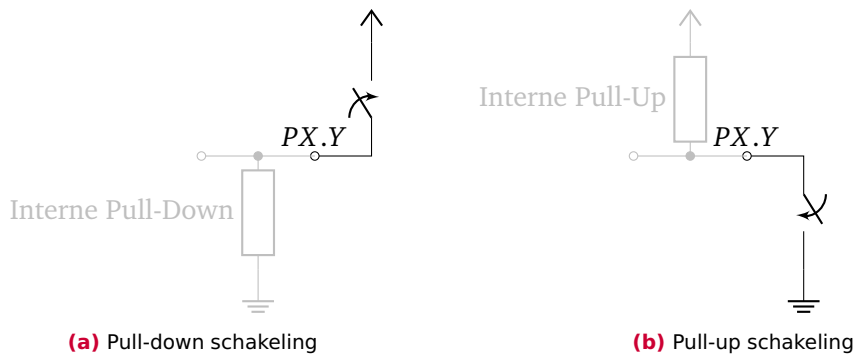 Interne Pull-Up
PX.Y
PX.Y
Interne Pull-Down
(a) Pull-down schakeling
(b) Pull-up schakeling